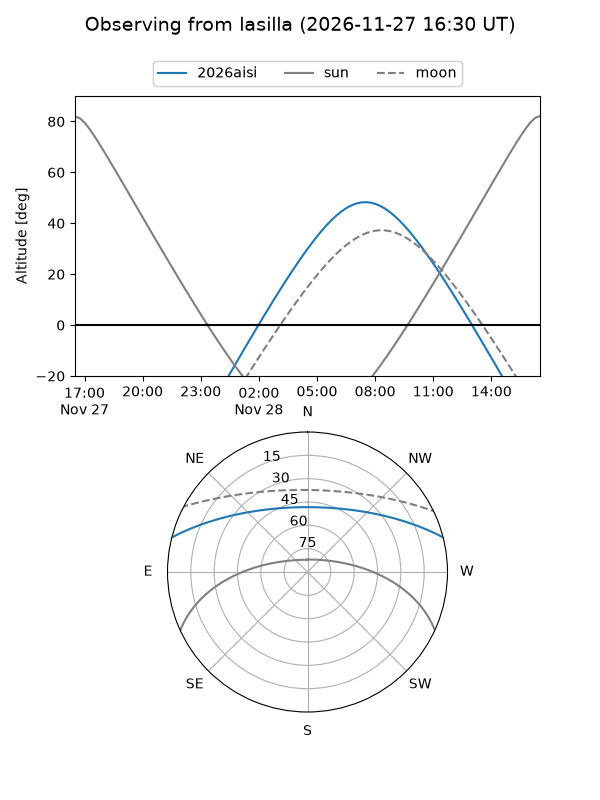 Observing from lasilla (2026-11-27 16:30 UT)
2026aisi sun moon
Altitude [deg]
80
60
40
20
0
−20
17:00 20:00 23:00 02:00 05:00 08:00 11:00 14:00
Nov 27 Nov 28
N
NE NW
15
30
45
60
75
E W
SE SW
S